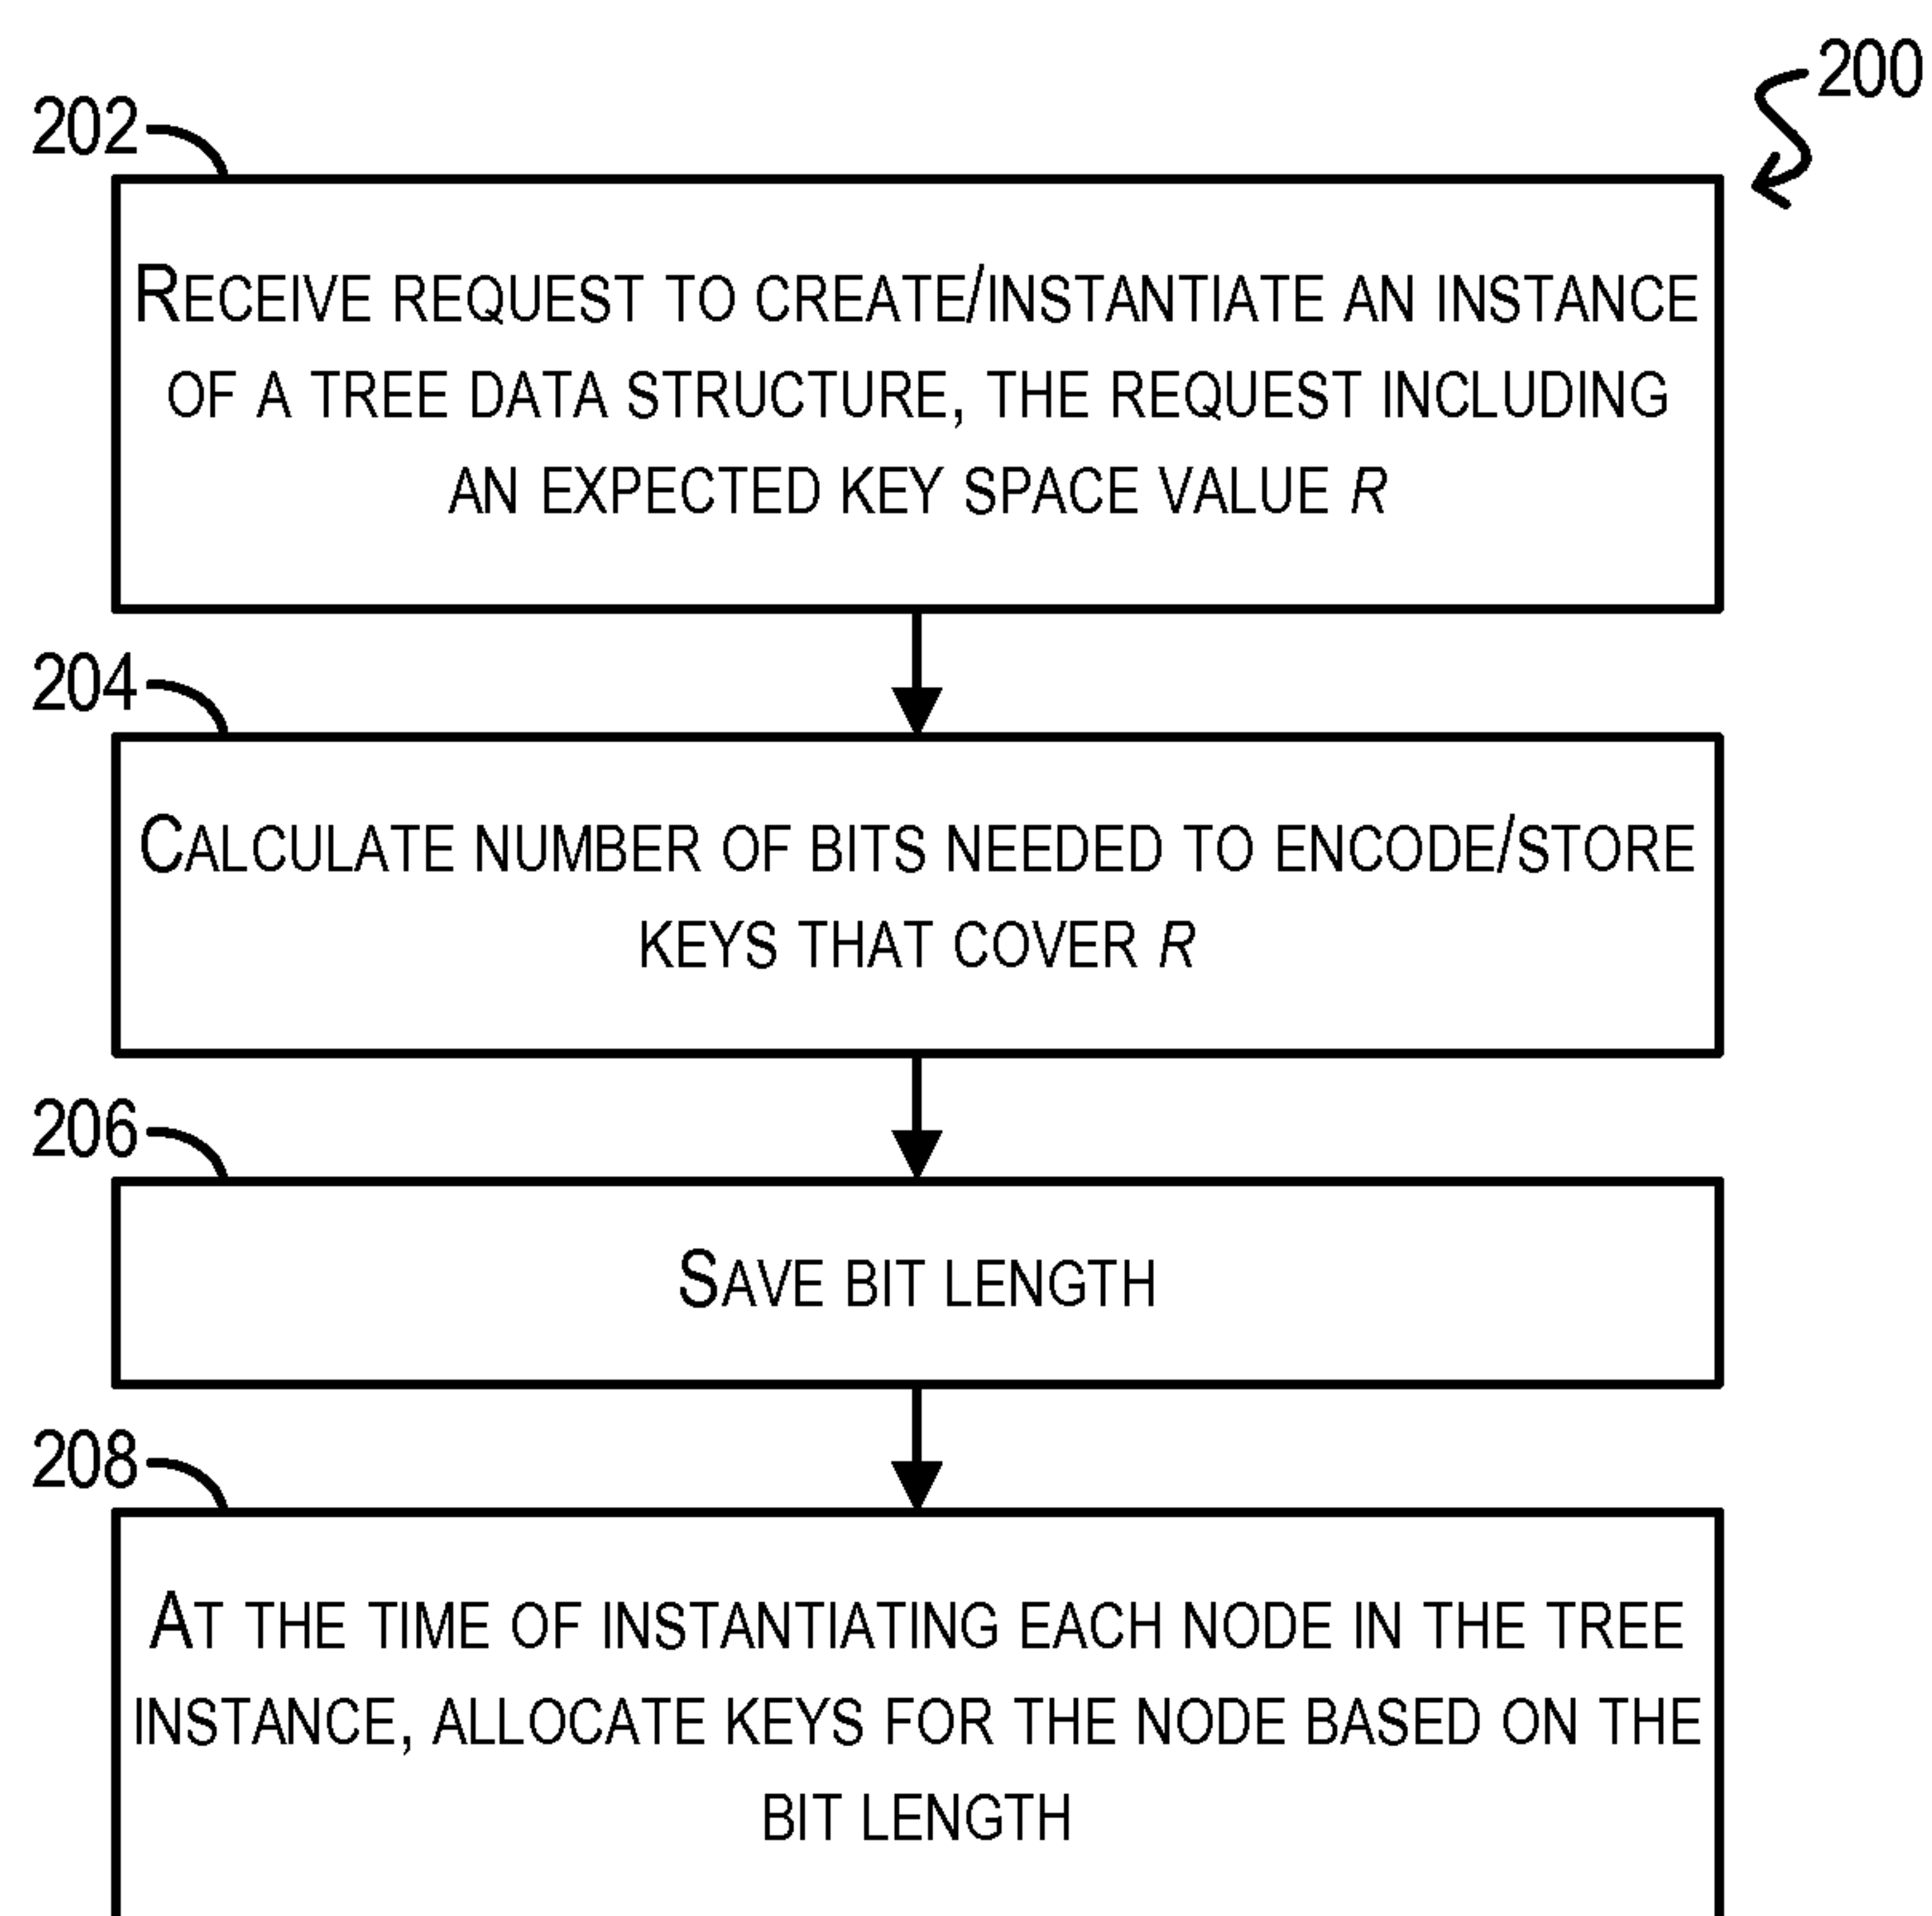 200
202
RECEIVE REQUEST TO CREATE/INSTANTIATE AN INSTANCE
OF A TREE DATA STRUCTURE, THE REQUEST INCLUDING
AN EXPECTED KEY SPACE VALUE R
204
CALCULATE NUMBER OF BITS NEEDED TO ENCODE/STORE
KEYS THAT COVER R
206
SAVE BIT LENGTH
208
AT THE TIME OF INSTANTIATING EACH NODE IN THE TREE
INSTANCE, ALLOCATE KEYS FOR THE NODE BASED ON THE
BIT LENGTH